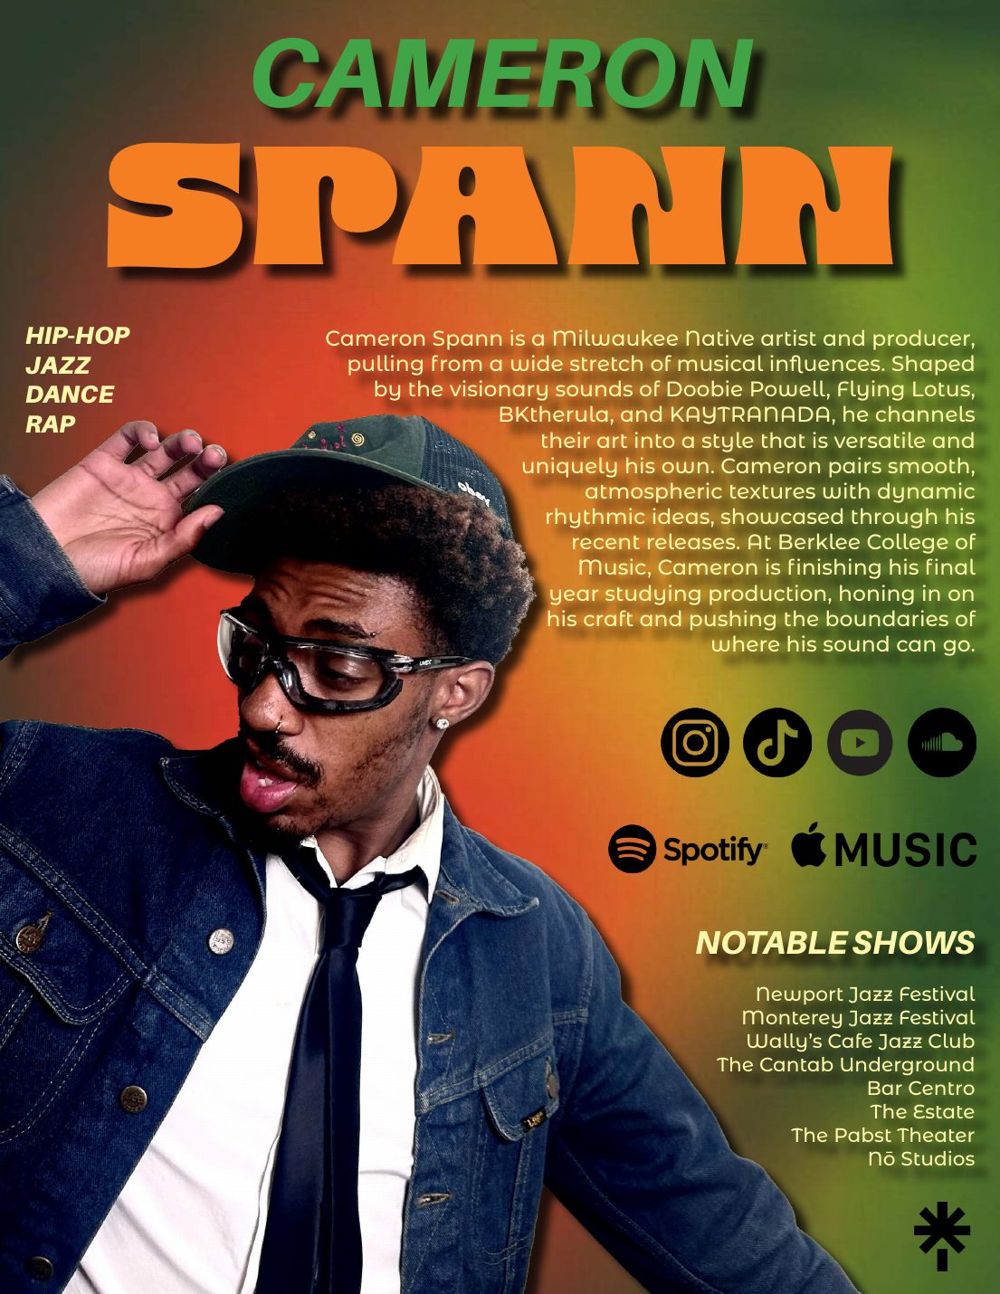 CAMERON
SPANN
HIP-HOP
JAZZ
DANCE
RAP
Cameron Spann is a Milwaukee Native artist and producer,
pulling from a wide stretch of musical influences. Shaped
by the visionary sounds of Doobie Powell, Flying Lotus,
BKtherula, and KAYTRANADA, he channels
their art into a style that is versatile and
uniquely his own. Cameron pairs smooth,
atmospheric textures with dynamic
rhythmic ideas, showcased through his
recent releases. At Berklee College of
Music, Cameron is finishing his final
year studying production, honing in on
his craft and pushing the boundaries of
where his sound can go.
obey
UVEX
Spotify
MUSIC
NOTABLE SHOWS
Newport Jazz Festival
Monterey Jazz Festival
Wally's Cafe Jazz Club
The Cantab Underground
Bar Centro
The Estate
The Pabst Theater
Nō Studios
Lee